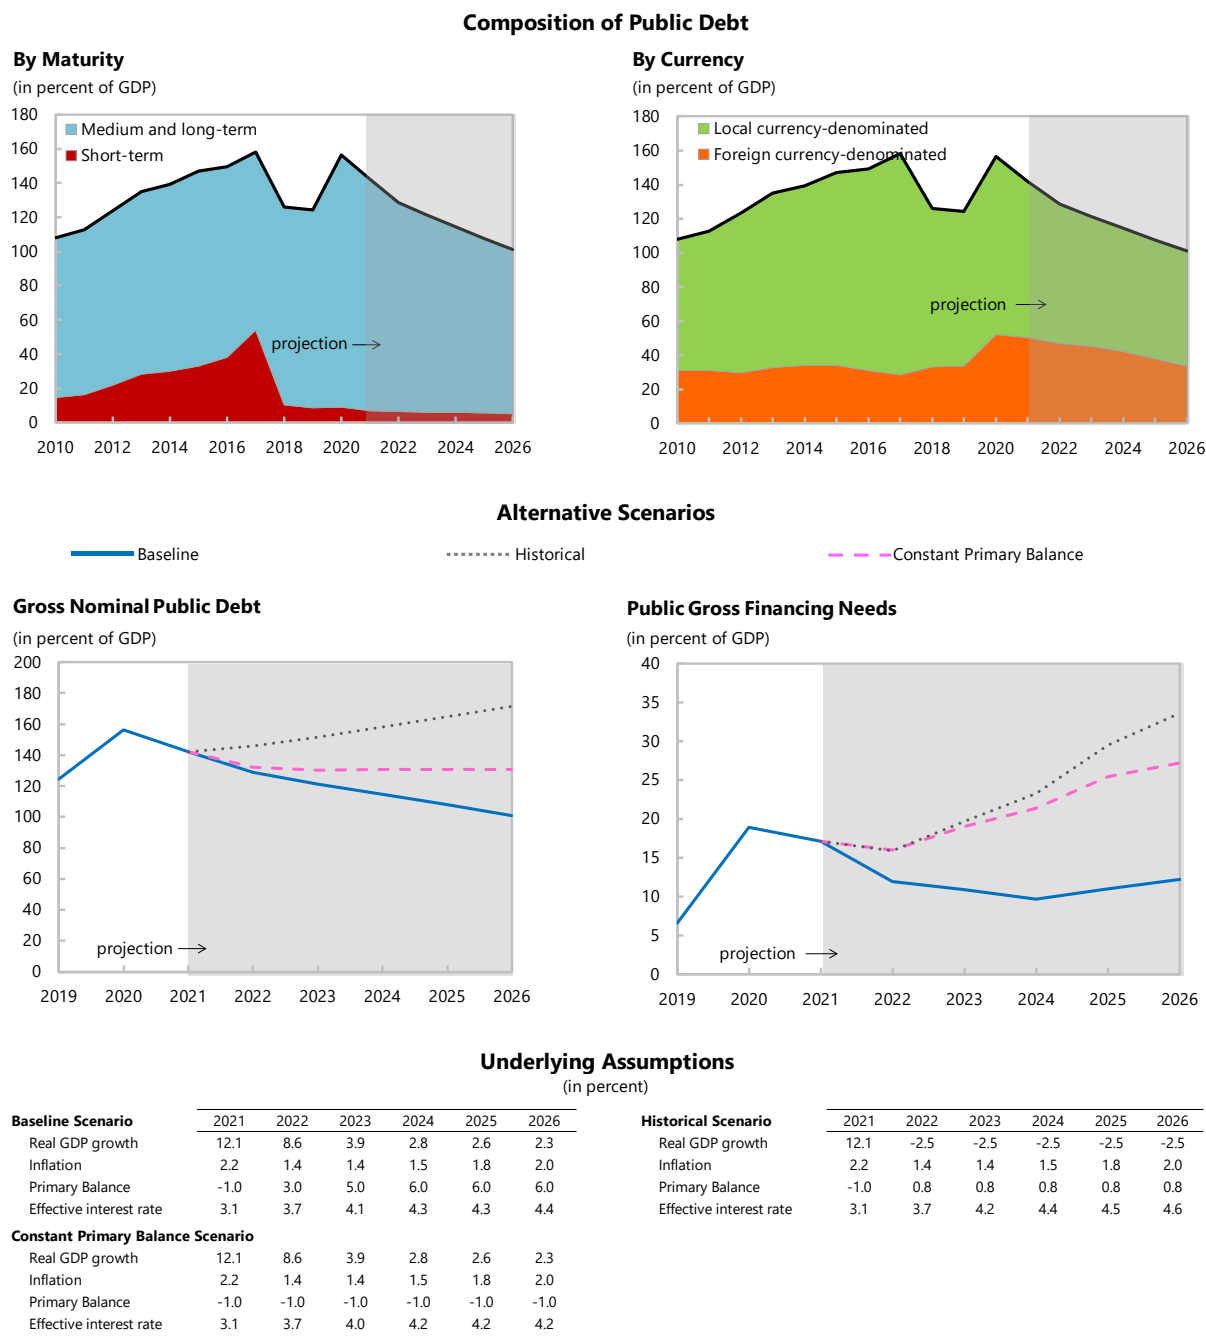 Composition of Public Debt
By Maturity
(in percent of GDP)
180
160
140
120
100
80
60
40
20
0
Medium and long-term
Short-term
projection
2010 2012 2014 2016 2018 2020 2022 2024 2026
By Currency
(in percent of GDP)
180
160
140
120
100
80
60
40
20
0
Local currency-denominated
Foreign currency-denominated
projection
2010 2012 2014 2016 2018 2020 2022 2024 2026
Alternative Scenarios
Baseline Historical Constant Primary Balance
Gross Nominal Public Debt
(in percent of GDP)
200
180
160
140
120
100
80
60
40
20
0
projection
2019 2020 2021 2022 2023 2024 2025 2026
Public Gross Financing Needs
(in percent of GDP)
40
35
30
25
20
15
10
5
0
projection
2019 2020 2021 2022 2023 2024 2025 2026
Underlying Assumptions
(in percent)
Baseline Scenario 2021 2022 2023 2024 2025 2026
Real GDP growth 12.1 8.6 3.9 2.8 2.6 2.3
Inflation 2.2 1.4 1.4 1.5 1.8 2.0
Primary Balance -1.0 3.0 5.0 6.0 6.0 6.0
Effective interest rate 3.1 3.7 4.1 4.3 4.3 4.4
Constant Primary Balance Scenario
Real GDP growth 12.1 8.6 3.9 2.8 2.6 2.3
Inflation 2.2 1.4 1.4 1.5 1.8 2.0
Primary Balance -1.0 -1.0 -1.0 -1.0 -1.0 -1.0
Effective interest rate 3.1 3.7 4.0 4.2 4.2 4.2
Historical Scenario 2021 2022 2023 2024 2025 2026
Real GDP growth 12.1 -2.5 -2.5 -2.5 -2.5 -2.5
Inflation 2.2 1.4 1.4 1.5 1.8 2.0
Primary Balance -1.0 0.8 0.8 0.8 0.8 0.8
Effective interest rate 3.1 3.7 4.2 4.4 4.5 4.6